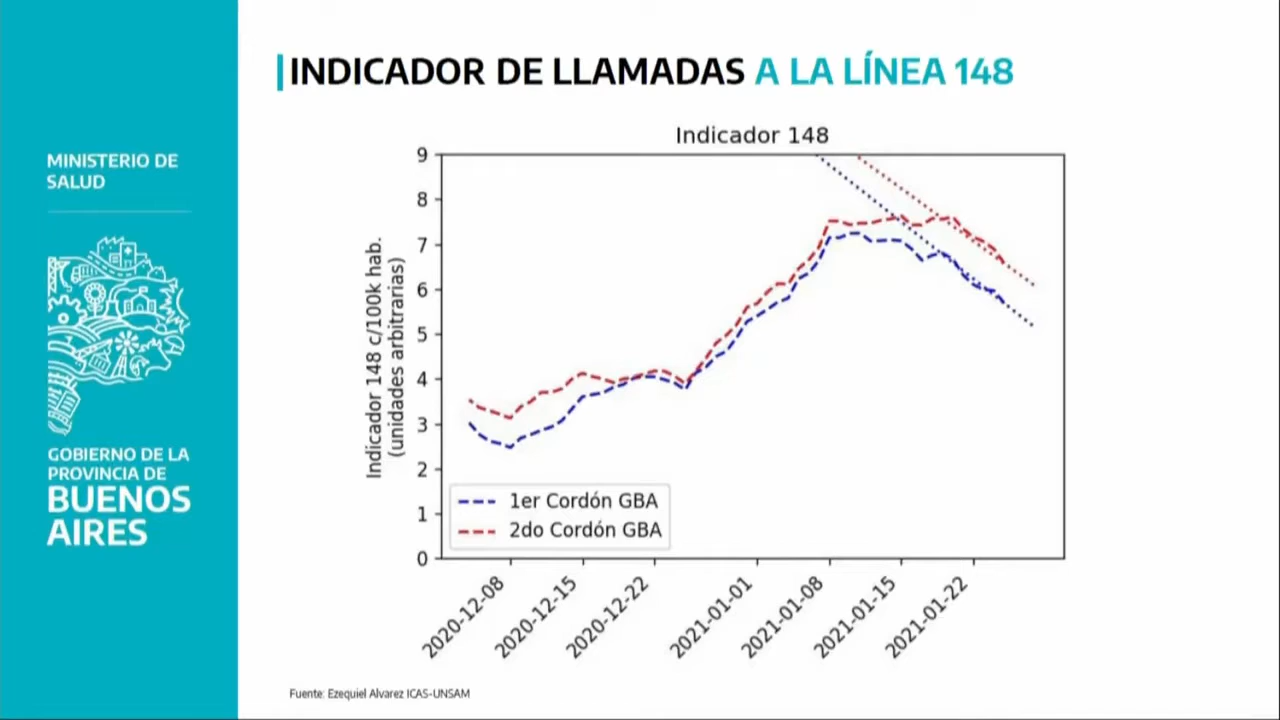 INDICADOR DE LLAMADAS A LA LÍNEA 148
MINISTERIO DE
SALUD
GOBIERNO DE LA
PROVINCIA DE
BUENOS
AIRES
Indicador 148
Indicador 148 c/100k hab.
(unidades arbitrarias)
9
8
7
6
5
4
3
2
1
0
1er Cordón GBA
2do Cordón GBA
2020-12-08
2020-12-15
2020-12-22
2021-01-01
2021-01-08
2021-01-15
2021-01-22
Fuente: Ezequiel Alvarez ICAS-UNSAM